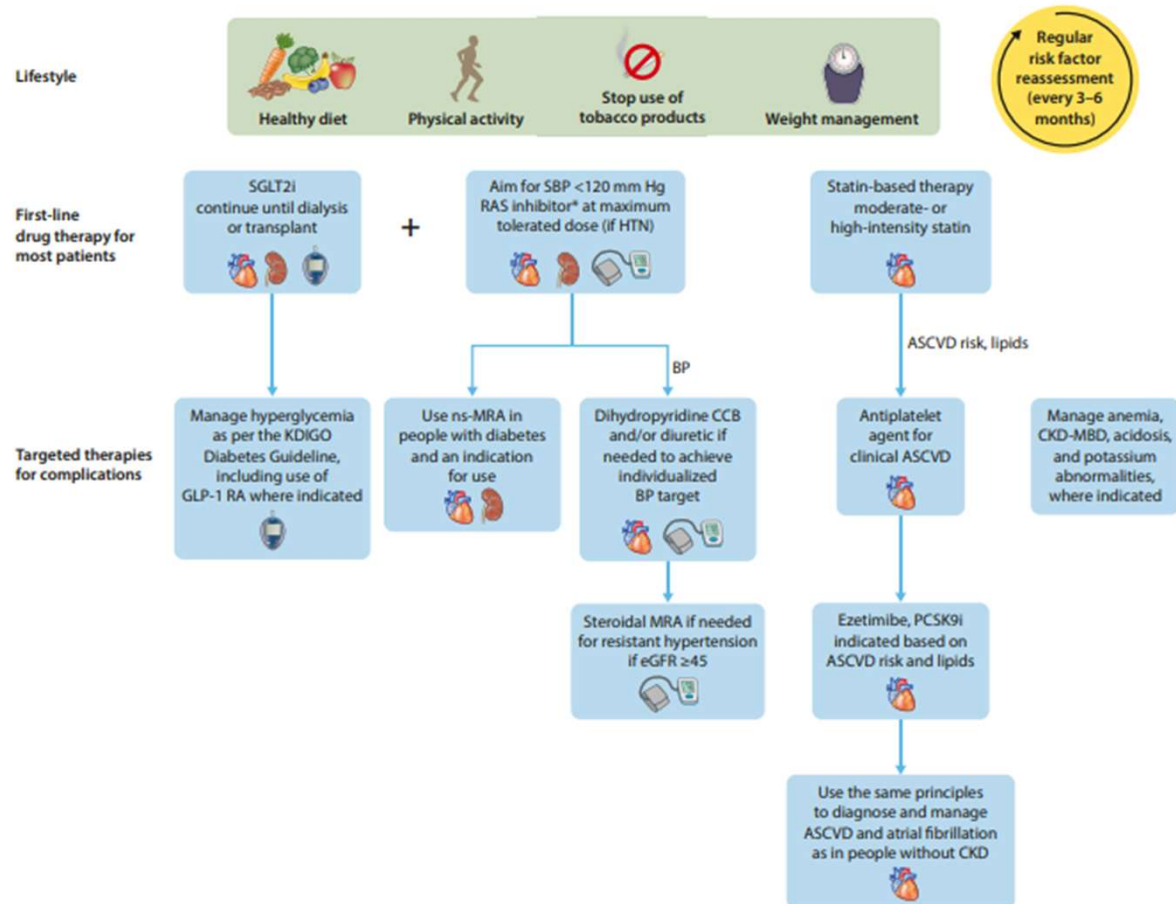 Lifestyle
Healthy diet
Physical activity
Stop use of
tobacco products
Weight management
Regular
risk factor
reassessment
(every 3–6
months)
First-line
drug therapy for
most patients
SGLT2i
continue until dialysis
or transplant
+
Aim for SBP <120 mm Hg
RAS inhibitor* at maximum
tolerated dose (if HTN)
Statin-based therapy
moderate- or
high-intensity statin
ASCVD risk, lipids
BP
Targeted therapies
for complications
Manage hyperglycemia
as per the KDIGO
Diabetes Guideline,
including use of
GLP-1 RA where indicated
Use ns-MRA in
people with diabetes
and an indication
for use
Dihydropyridine CCB
and/or diuretic if
needed to achieve
individualized
BP target
Antiplatelet
agent for
clinical ASCVD
Manage anemia,
CKD-MBD, acidosis,
and potassium
abnormalities,
where indicated
Steroidal MRA if needed
for resistant hypertension
if eGFR ≥45
Ezetimibe, PCSK9i
indicated based on
ASCVD risk and lipids
Use the same principles
to diagnose and manage
ASCVD and atrial fibrillation
as in people without CKD